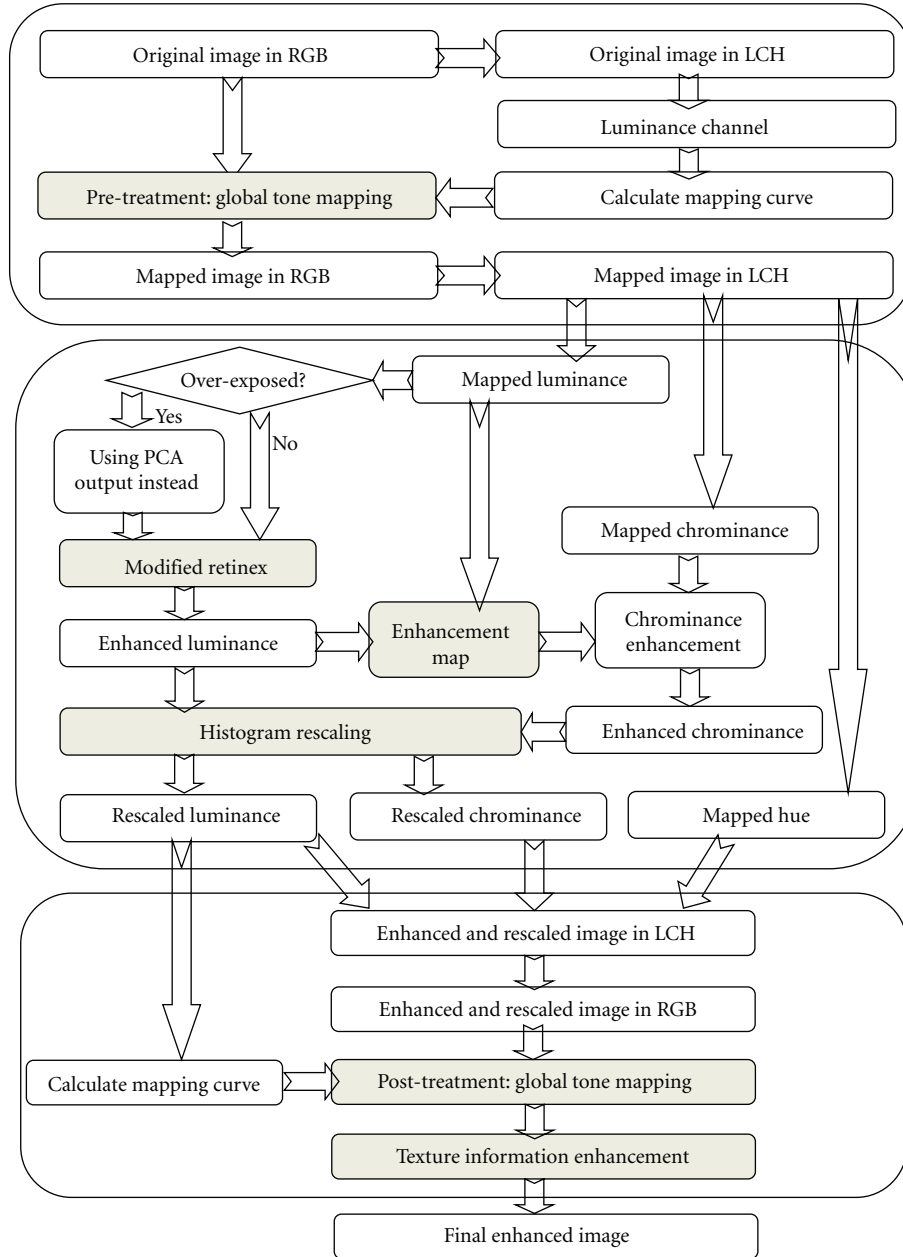 Original image in RGB
Original image in LCH
Luminance channel
Pre-treatment: global tone mapping
Calculate mapping curve
Mapped image in RGB
Mapped image in LCH
Over-exposed?
Mapped luminance
Yes
No
Using PCA
output instead
Mapped chrominance
Modified retinex
Enhanced luminance
Enhancement
map
Chrominance
enhancement
Histogram rescaling
Enhanced chrominance
Rescaled luminance
Rescaled chrominance
Mapped hue
Enhanced and rescaled image in LCH
Enhanced and rescaled image in RGB
Calculate mapping curve
Post-treatment: global tone mapping
Texture information enhancement
Final enhanced image